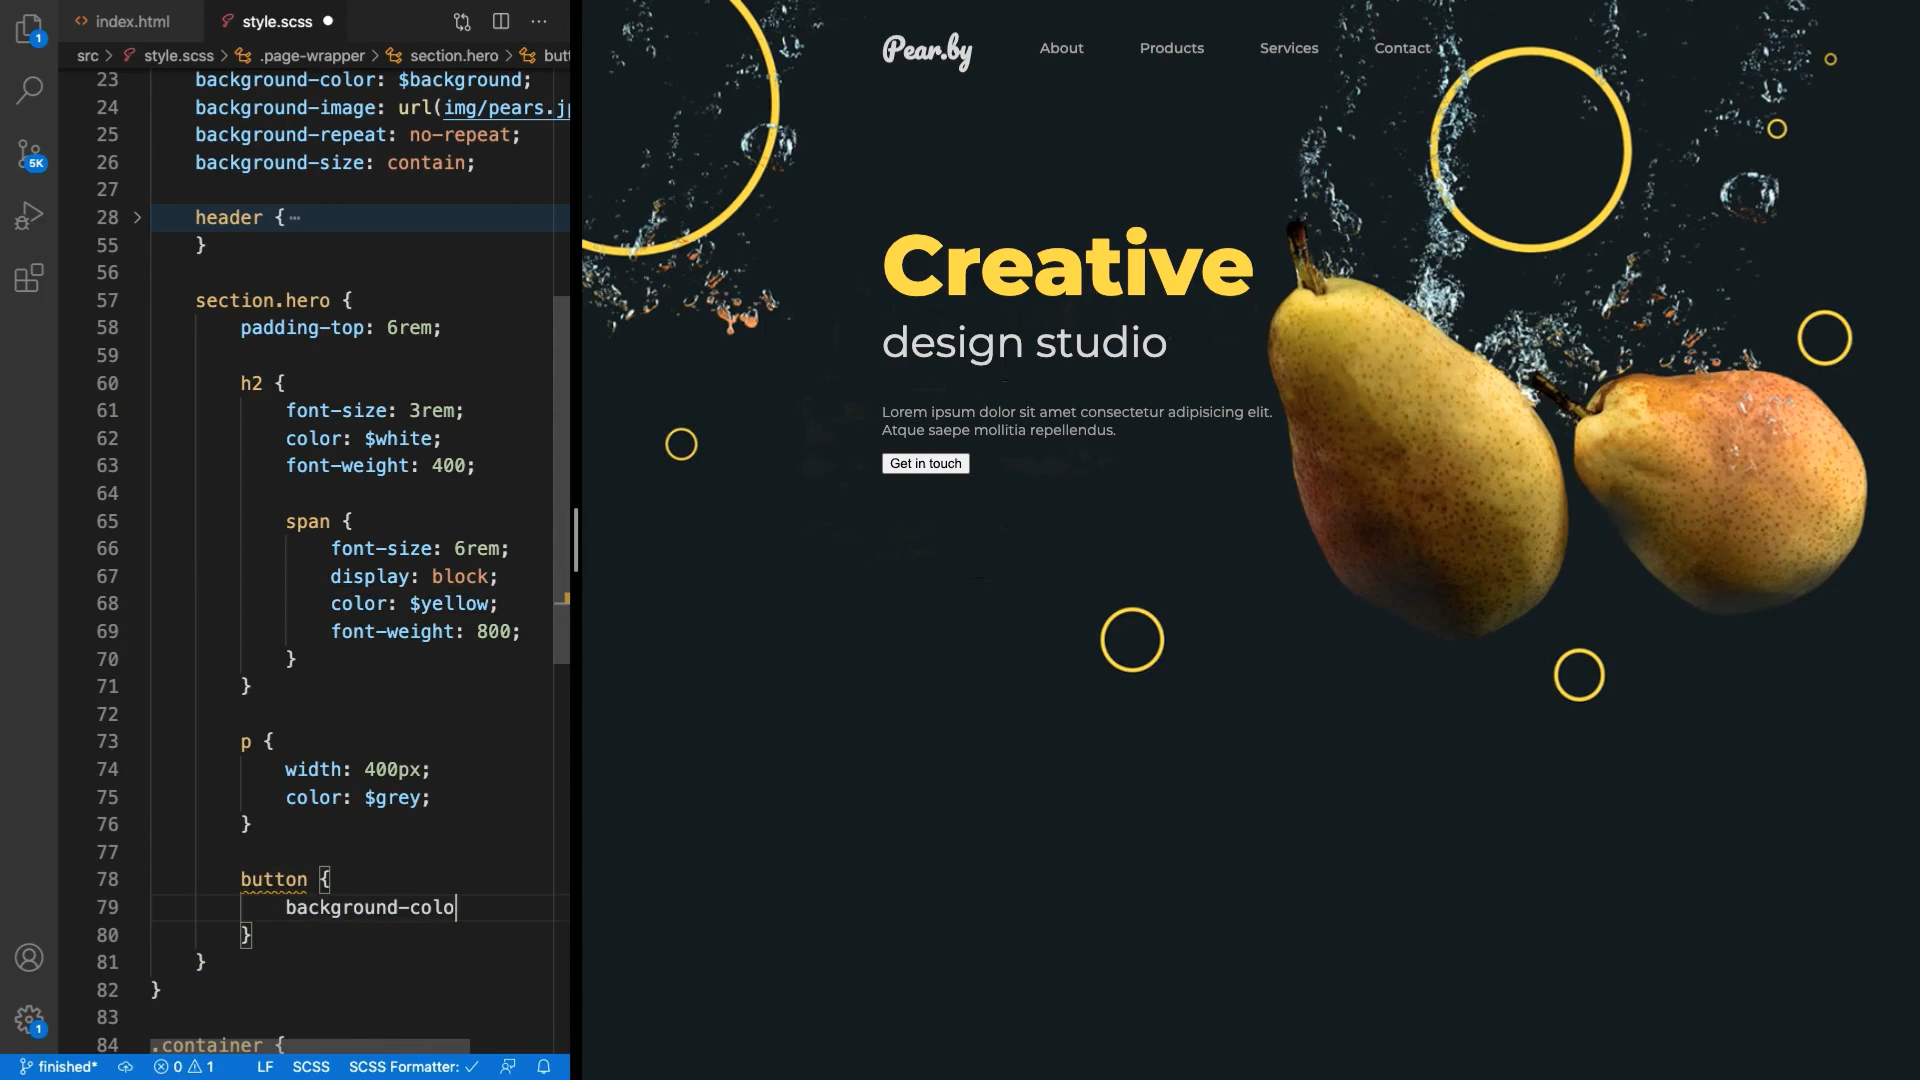 index.html
style.scss
src > style.scss > .page-wrapper > section.hero >
1
5K
1
23 background-color: $background;
24 background-image: url(img/pears.jp
25 background-repeat: no-repeat;
26 background-size: contain;
27
28 header {⋯
55 }
56
57 section.hero {
58 padding-top: 6rem;
59
60 h2 {
61 font-size: 3rem;
62 color: $white;
63 font-weight: 400;
64
65 span {
66 font-size: 6rem;
67 display: block;
68 color: $yellow;
69 font-weight: 800;
70 }
71 }
72
73 p {
74 width: 400px;
75 color: $grey;
76 }
77
78 button {
79 background-colo
80 }
81 }
82 }
83
84 .container {
finished* 0 1 LF SCSS SCSS Formatter: ✓
Pear.by
About Products Services Contact
Creative
design studio
Lorem ipsum dolor sit amet consectetur adipisicing elit.
Atque saepe mollitia repellendus.
Get in touch